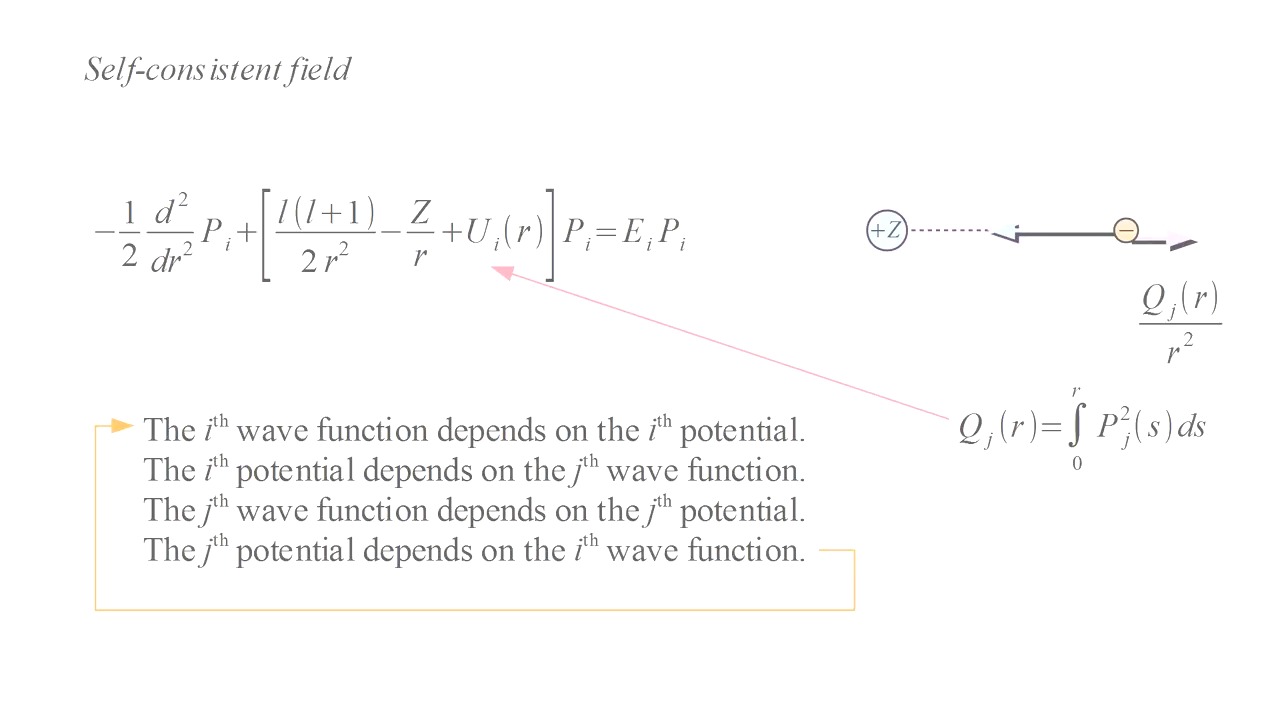 Self-consistent field
−1/2 d²/dr² Pᵢ + [ l(l+1)/2r² − Z/r + Uᵢ(r) ] Pᵢ = EᵢPᵢ
+Z −
Qⱼ(r)/r²
Qⱼ(r) = ∫₀ʳ Pⱼ²(s) ds
The iᵗʰ wave function depends on the iᵗʰ potential.
The iᵗʰ potential depends on the jᵗʰ wave function.
The jᵗʰ wave function depends on the jᵗʰ potential.
The jᵗʰ potential depends on the iᵗʰ wave function.